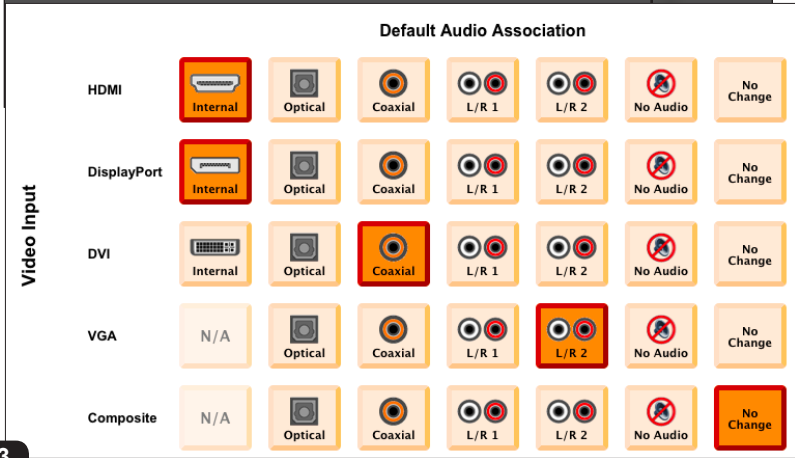 Default Audio Association
Video Input
HDMI
Internal
Optical
Coaxial
L/R 1
L/R 2
No Audio
No
Change
DisplayPort
Internal
Optical
Coaxial
L/R 1
L/R 2
No Audio
No
Change
DVI
Internal
Optical
Coaxial
L/R 1
L/R 2
No Audio
No
Change
VGA
N/A
Optical
Coaxial
L/R 1
L/R 2
No Audio
No
Change
Composite
N/A
Optical
Coaxial
L/R 1
L/R 2
No Audio
No
Change